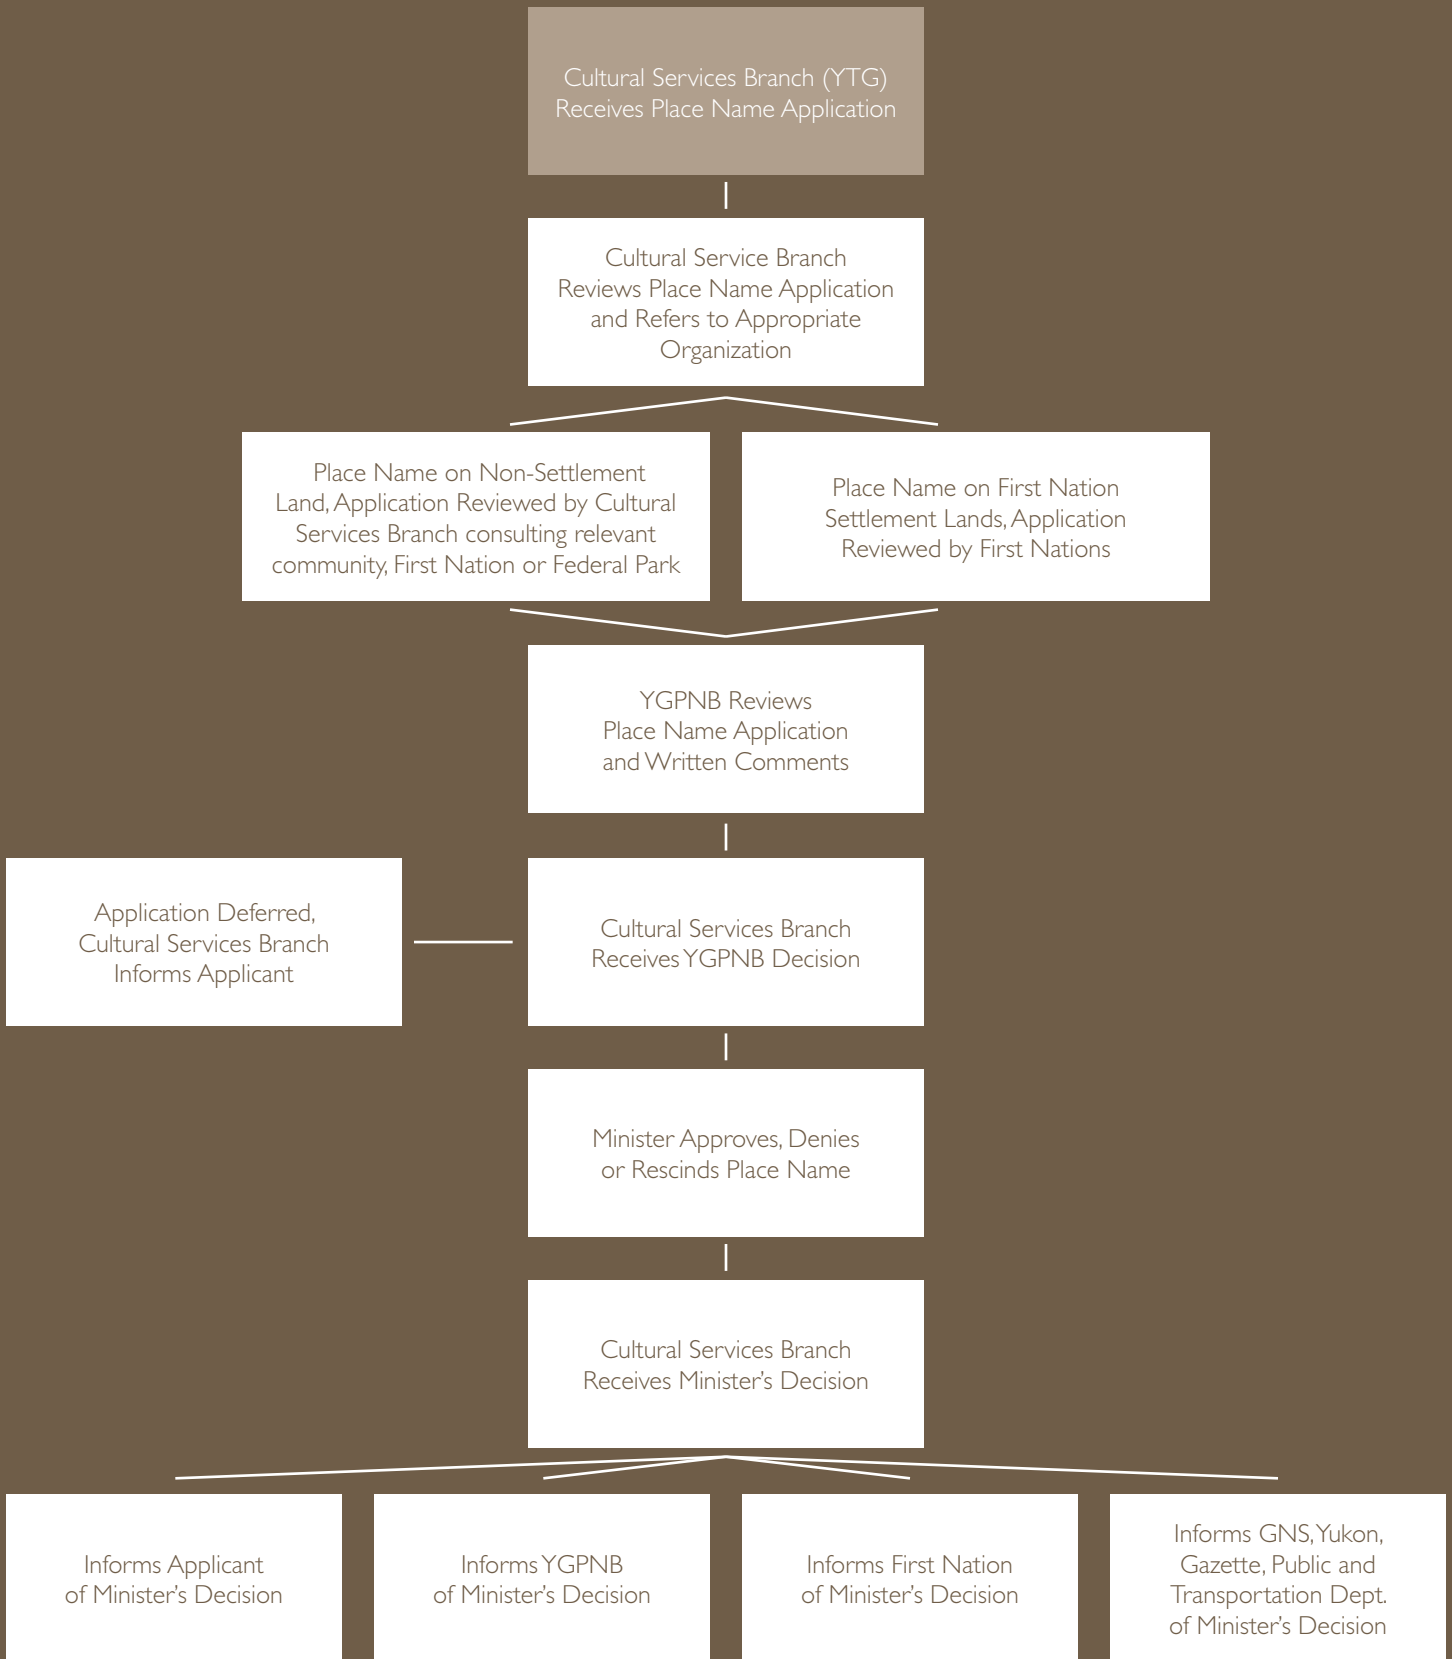 Cultural Services Branch (YTG)
Receives Place Name Application
Cultural Service Branch
Reviews Place Name Application
and Refers to Appropriate
Organization
Place Name on Non-Settlement
Land, Application Reviewed by Cultural
Services Branch consulting relevant
community, First Nation or Federal Park
Place Name on First Nation
Settlement Lands, Application
Reviewed by First Nations
YGPNB Reviews
Place Name Application
and Written Comments
Application Deferred,
Cultural Services Branch
Informs Applicant
Cultural Services Branch
Receives YGPNB Decision
Minister Approves, Denies
or Rescinds Place Name
Cultural Services Branch
Receives Minister’s Decision
Informs Applicant
of Minister’s Decision
Informs YGPNB
of Minister’s Decision
Informs First Nation
of Minister’s Decision
Informs GNS, Yukon,
Gazette, Public and
Transportation Dept.
of Minister’s Decision